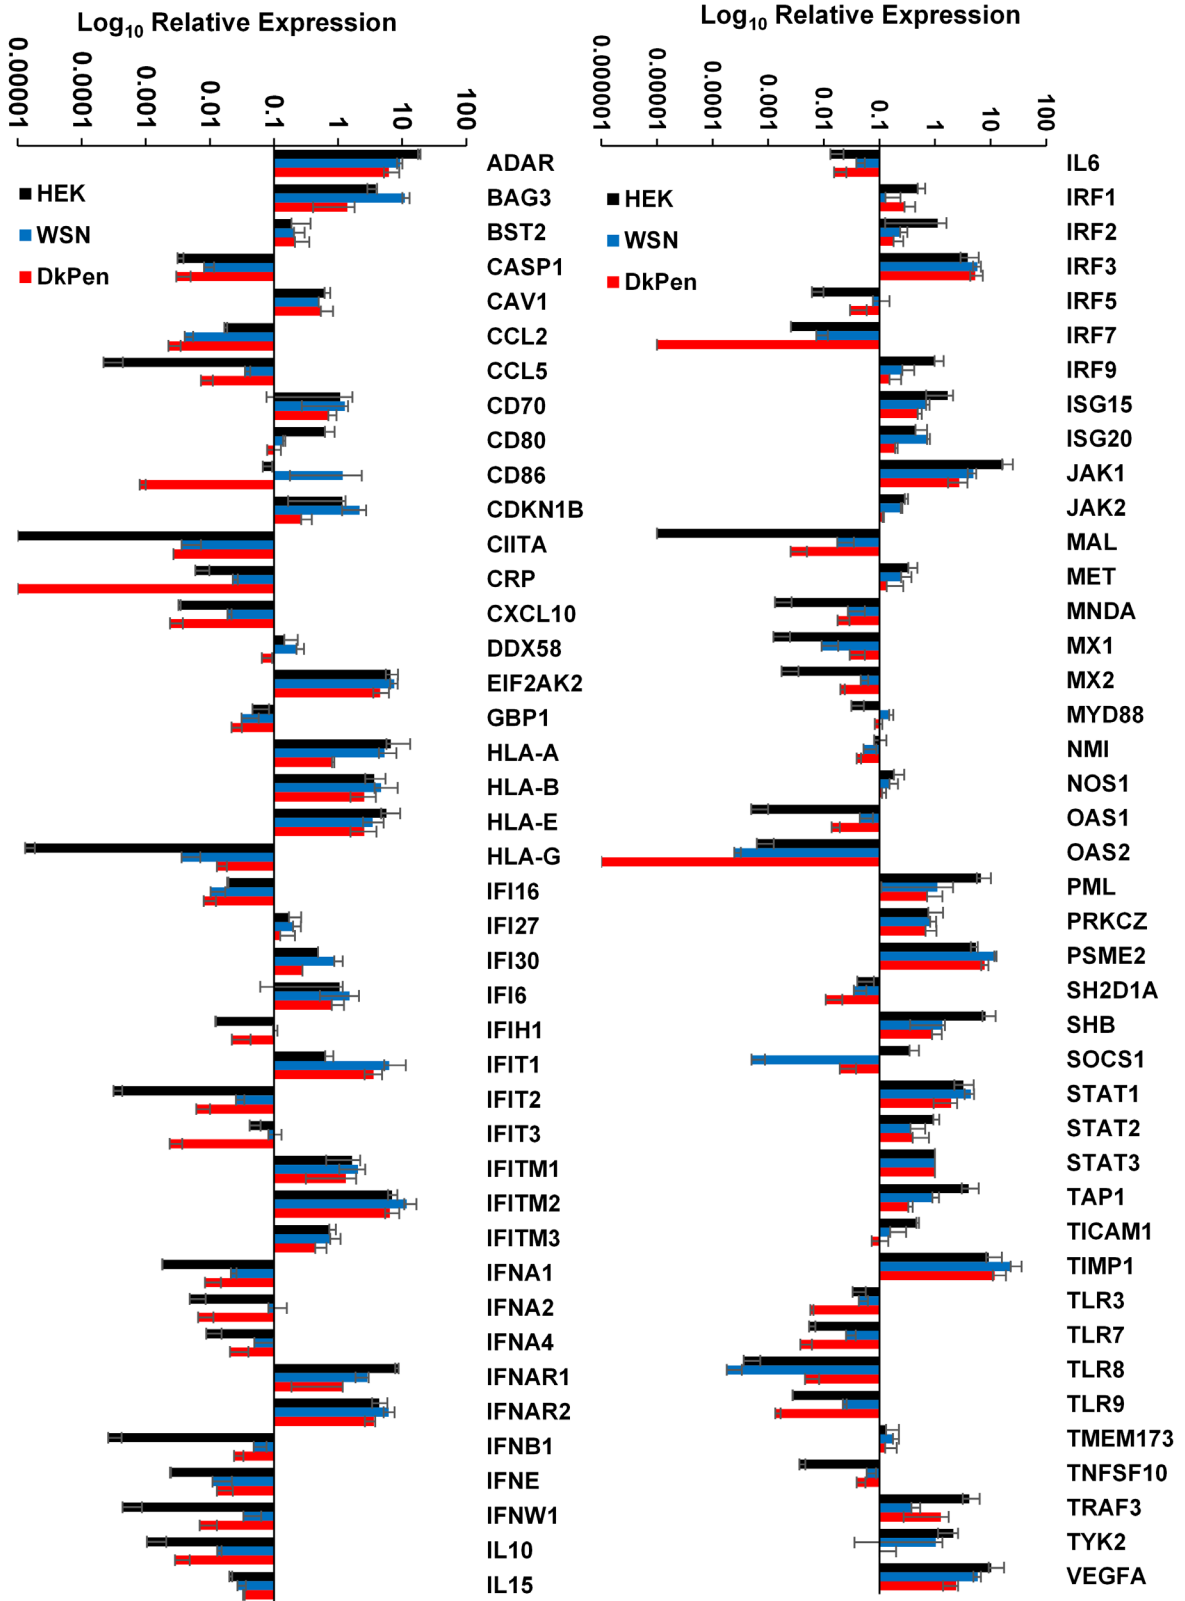 Log10 Relative Expression
0.00001
0.0001
0.001
0.01
0.1
1
10
100
HEK
WSN
DkPen
ADAR
BAG3
BST2
CASP1
CAV1
CCL2
CCL5
CD70
CD80
CD86
CDKN1B
CIITA
CRP
CXCL10
DDX58
EIF2AK2
GBP1
HLA-A
HLA-B
HLA-E
HLA-G
IFI16
IFI27
IFI30
IFI6
IFIH1
IFIT1
IFIT2
IFIT3
IFITM1
IFITM2
IFITM3
IFNA1
IFNA2
IFNA4
IFNAR1
IFNAR2
IFNB1
IFNE
IFNW1
IL10
IL15
Log10 Relative Expression
0.000001
0.00001
0.0001
0.001
0.01
0.1
1
10
100
HEK
WSN
DkPen
IL6
IRF1
IRF2
IRF3
IRF5
IRF7
IRF9
ISG15
ISG20
JAK1
JAK2
MAL
MET
MNDA
MX1
MX2
MYD88
NMI
NOS1
OAS1
OAS2
PML
PRKCZ
PSME2
SH2D1A
SHB
SOCS1
STAT1
STAT2
STAT3
TAP1
TICAM1
TIMP1
TLR3
TLR7
TLR8
TLR9
TMEM173
TNFSF10
TRAF3
TYK2
VEGFA